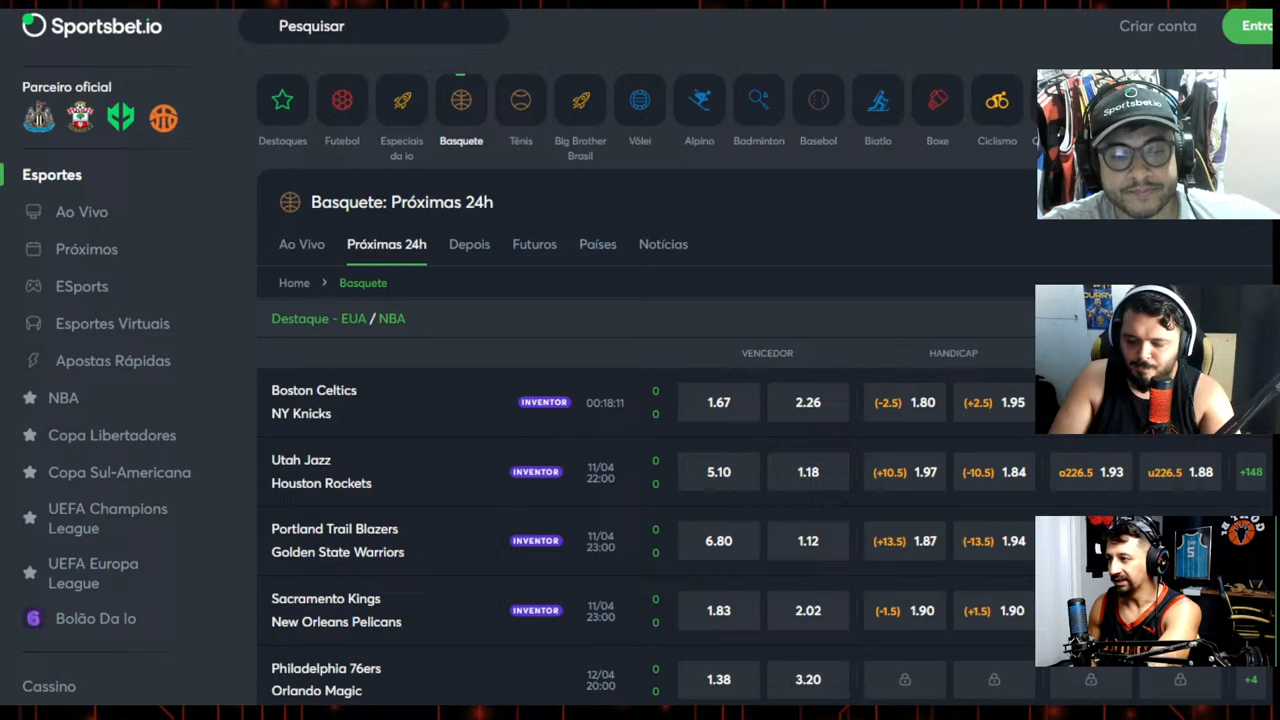 Sportsbet.io
Pesquisar
Criar conta
Entra
Parceiro oficial
Destaques
Futebol
Especiais da io
Basquete
Tênis
Big Brother Brasil
Vôlei
Alpino
Badminton
Basebol
Biatlo
Boxe
Ciclismo
Esportes
Ao Vivo
Próximos
ESports
Esportes Virtuais
Apostas Rápidas
NBA
Copa Libertadores
Copa Sul-Americana
UEFA Champions
League
UEFA Europa
League
Bolão Da Io
Cassino
Basquete: Próximas 24h
Ao Vivo Próximas 24h Depois Futuros Países Notícias
Home > Basquete
Destaque - EUA / NBA
VENCEDOR HANDICAP
Boston Celtics
NY Knicks
INVENTOR 00:18:11
0
0
1.67 2.26 (-2.5) 1.80 (+2.5) 1.95
Utah Jazz
Houston Rockets
INVENTOR
11/04
22:00
0
0
5.10 1.18 (+10.5) 1.97 (-10.5) 1.84 o226.5 1.93 u226.5 1.88 +148
Portland Trail Blazers
Golden State Warriors
INVENTOR
11/04
23:00
0
0
6.80 1.12 (+13.5) 1.87 (-13.5) 1.94
Sacramento Kings
New Orleans Pelicans
INVENTOR
11/04
23:00
0
0
1.83 2.02 (-1.5) 1.90 (+1.5) 1.90
Philadelphia 76ers
Orlando Magic
12/04
20:00
0
0
1.38 3.20 +4
Sportsbet.io
CURRY
5